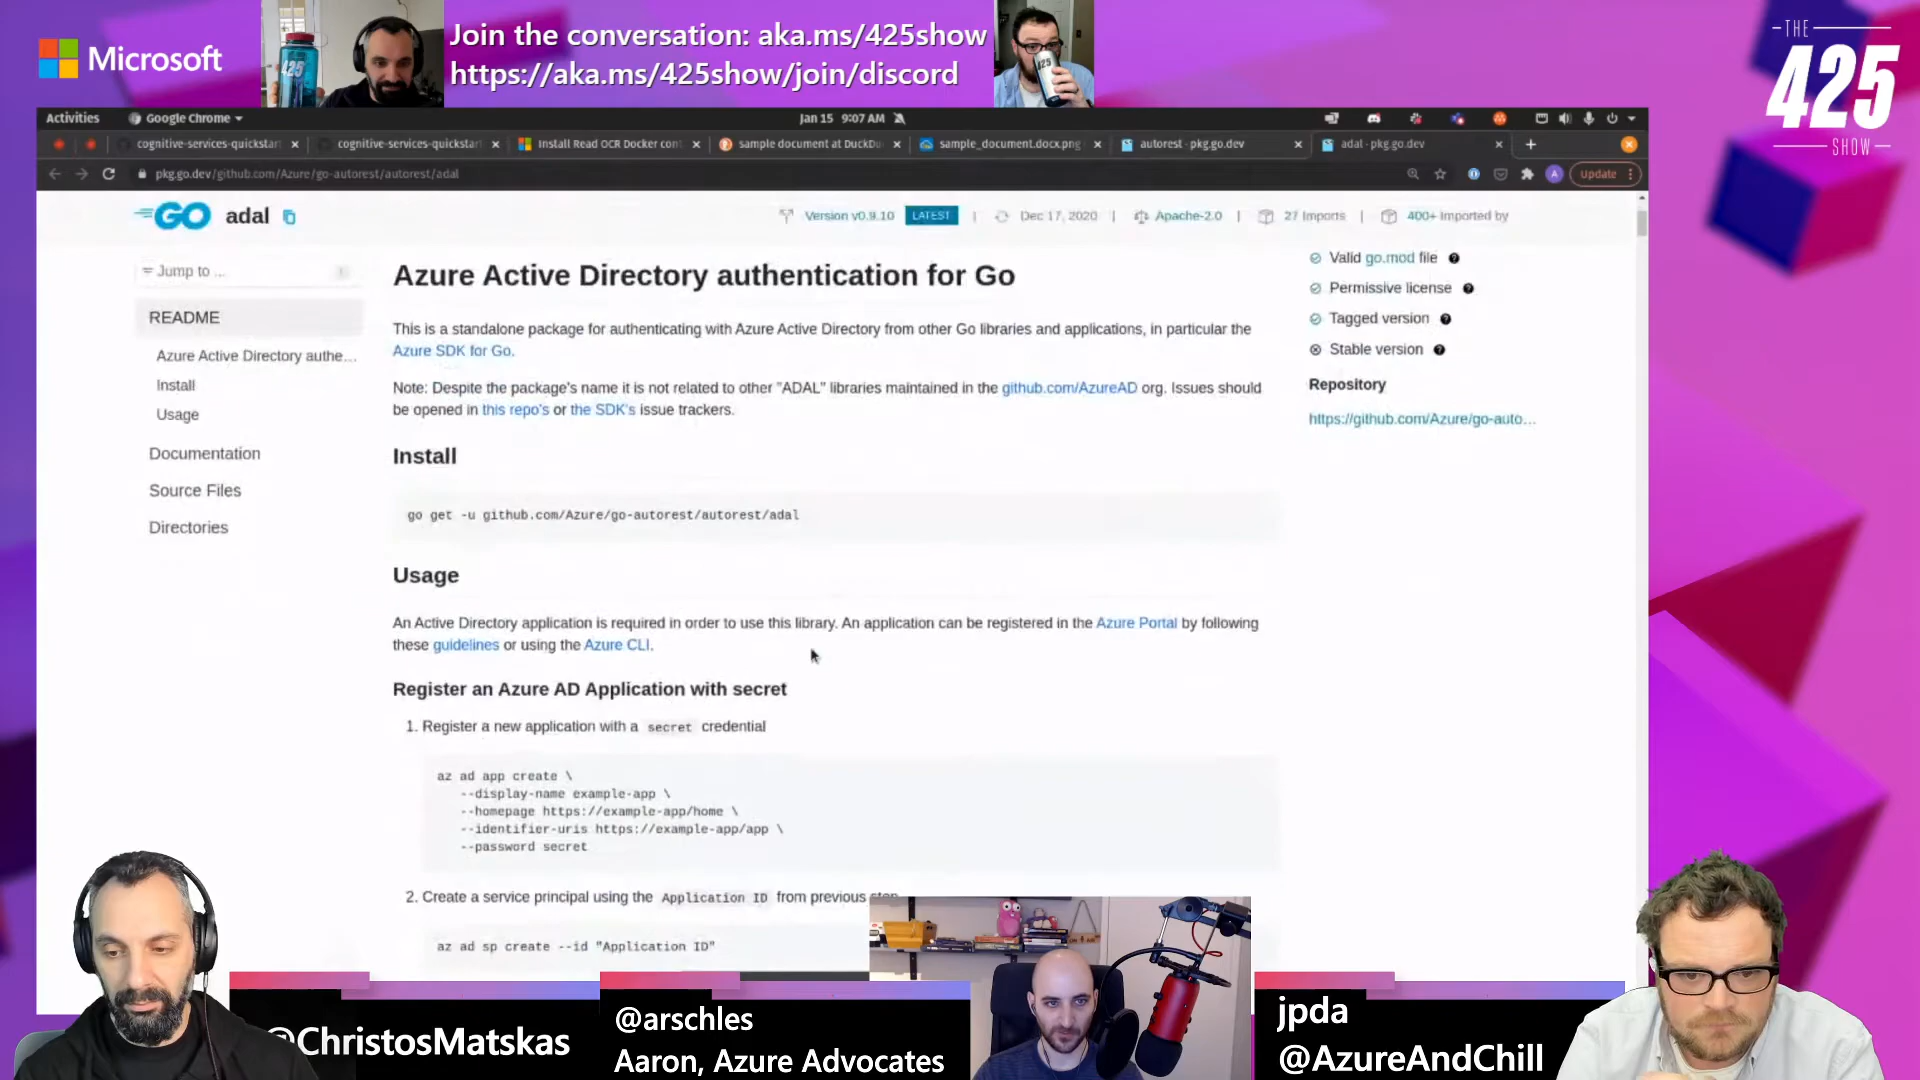 Microsoft
425
Join the conversation: aka.ms/425show
https://aka.ms/425show/join/discord
425
THE
425
SHOW
Activities
Google Chrome
Jan 15 9:07 AM
cognitive-services-quickstar
cognitive-services-quickstart
Install Read OCR Docker cont
sample document at DuckDu
sample_document.docx.png
autorest - pkg.go.dev
adal - pkg.go.dev
pkg.go.dev/github.com/Azure/go-autorest/autorest/adal
A
Update
GO adal
Version v0.9.10 LATEST | Dec 17, 2020 | Apache-2.0 | 27 Imports | 400+ Imported by
Jump to ...
README
Azure Active Directory authe...
Install
Usage
Documentation
Source Files
Directories
Azure Active Directory authentication for Go
This is a standalone package for authenticating with Azure Active Directory from other Go libraries and applications, in particular the
Azure SDK for Go.
Note: Despite the package's name it is not related to other "ADAL" libraries maintained in the github.com/AzureAD org. Issues should
be opened in this repo's or the SDK's issue trackers.
Install
go get -u github.com/Azure/go-autorest/autorest/adal
Usage
An Active Directory application is required in order to use this library. An application can be registered in the Azure Portal by following
these guidelines or using the Azure CLI.
Register an Azure AD Application with secret
1. Register a new application with a secret credential
az ad app create \
--display-name example-app \
--homepage https://example-app/home \
--identifier-uris https://example-app/app \
--password secret
2. Create a service principal using the Application ID from previous step
az ad sp create --id "Application ID"
Valid go.mod file
Permissive license
Tagged version
Stable version
Repository
https://github.com/Azure/go-auto...
@ChristosMatskas
@arschles
Aaron, Azure Advocates
jpda
@AzureAndChill